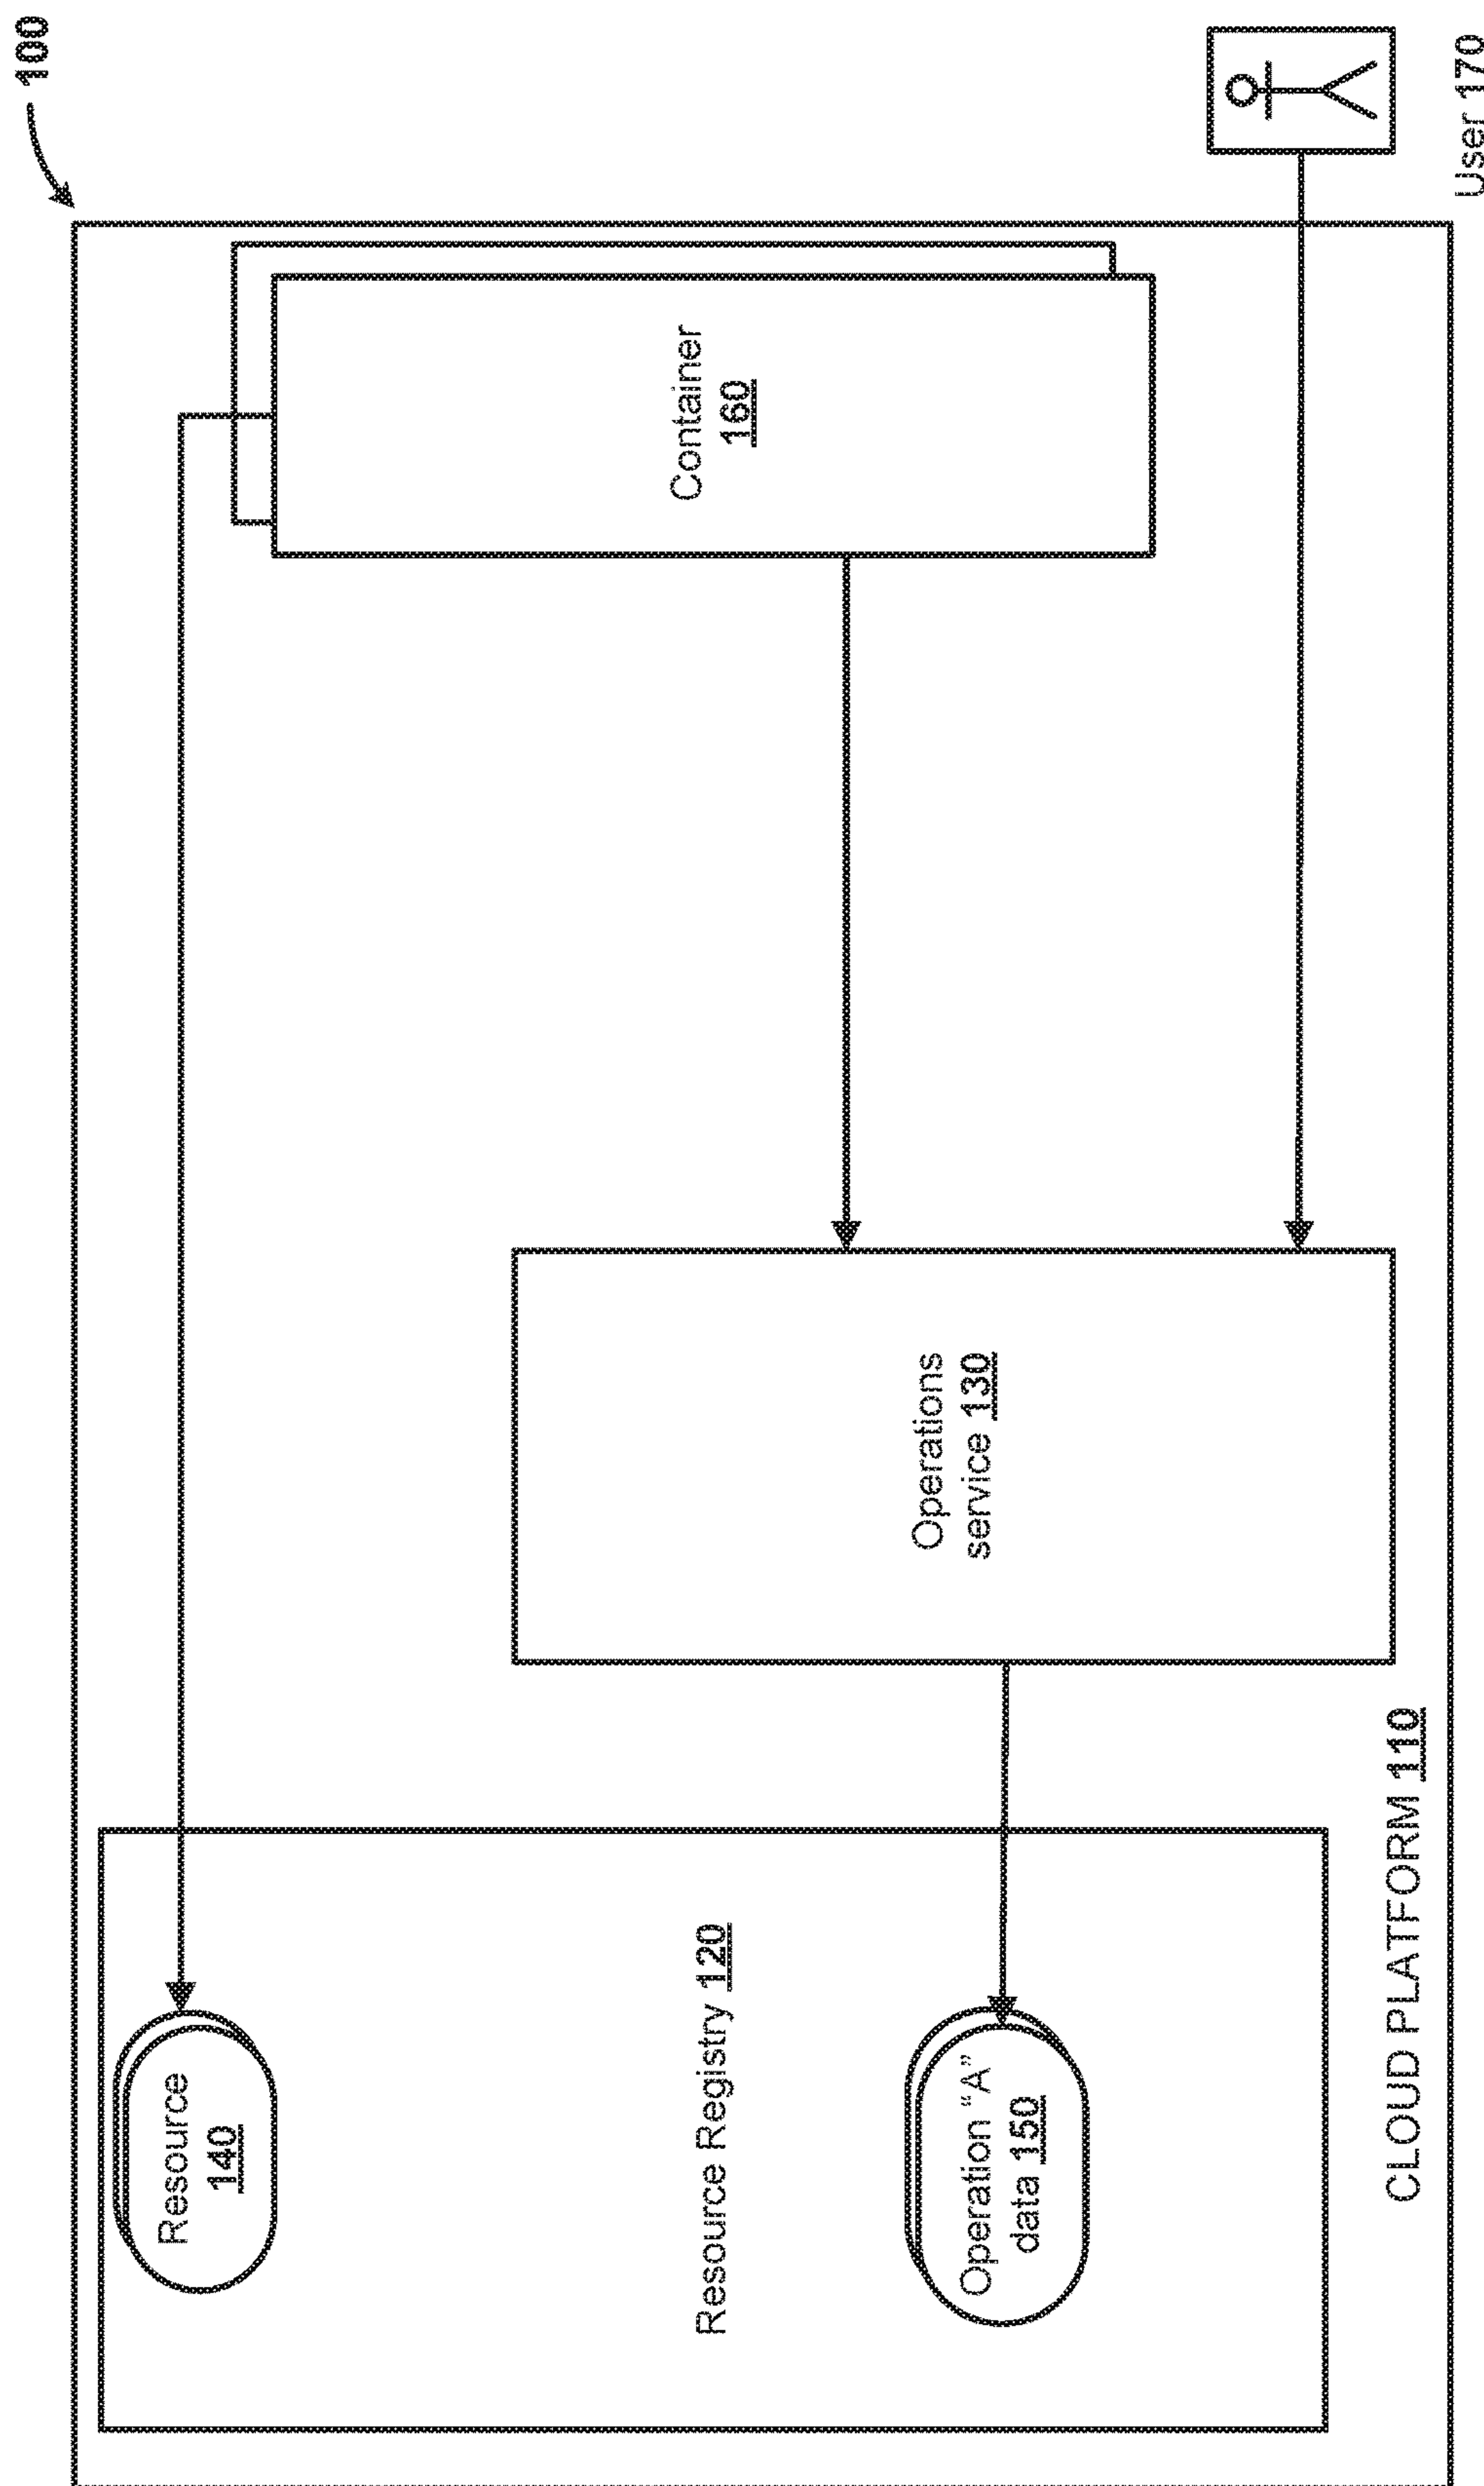 100
Resource
140
Container
160
Resource Registry 120
Operations
service 130
Operation “A”
data 150
CLOUD PLATFORM 110
User 170